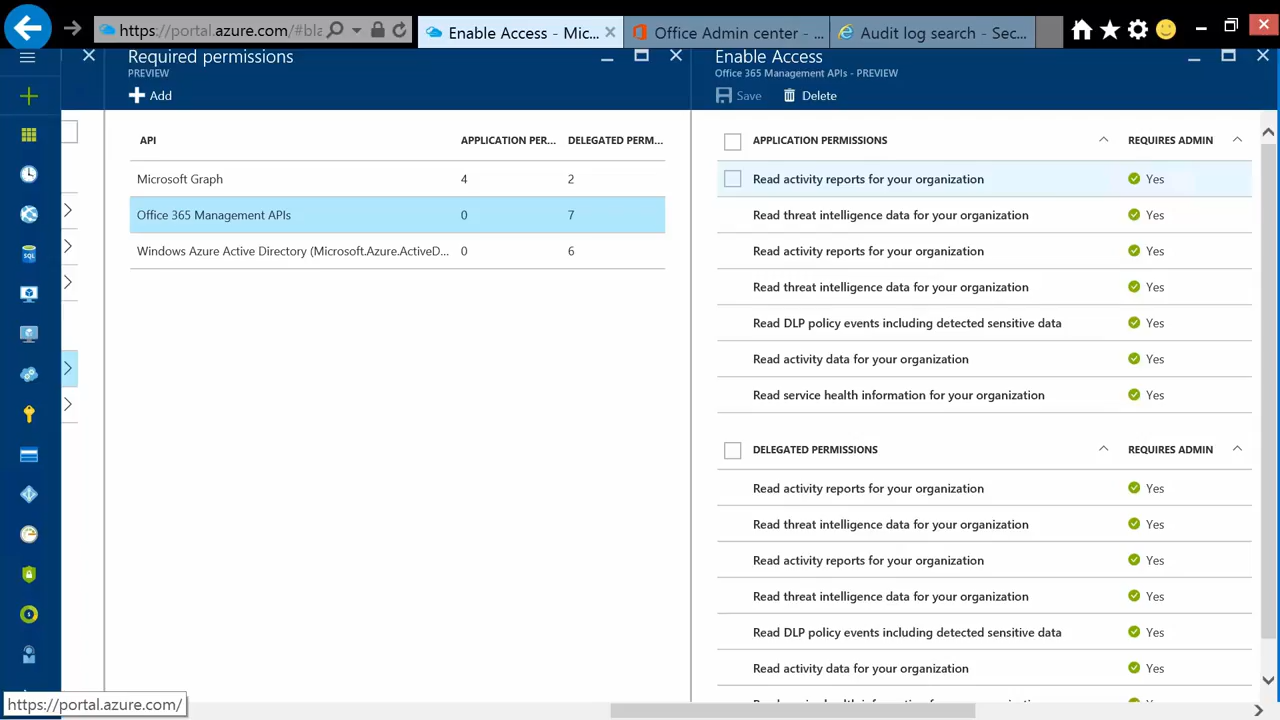 https://portal.azure.com/#bla
Enable Access - Mic...
Office Admin center - ...
Audit log search - Sec...
Required permissions
PREVIEW
Add
API
APPLICATION PER...
DELEGATED PERM...
Microsoft Graph
4
2
Office 365 Management APIs
0
7
Windows Azure Active Directory (Microsoft.Azure.ActiveD...
0
6
Enable Access
Office 365 Management APIs - PREVIEW
Save
Delete
APPLICATION PERMISSIONS
REQUIRES ADMIN
Read activity reports for your organization
Yes
Read threat intelligence data for your organization
Yes
Read activity reports for your organization
Yes
Read threat intelligence data for your organization
Yes
Read DLP policy events including detected sensitive data
Yes
Read activity data for your organization
Yes
Read service health information for your organization
Yes
DELEGATED PERMISSIONS
REQUIRES ADMIN
Read activity reports for your organization
Yes
Read threat intelligence data for your organization
Yes
Read activity reports for your organization
Yes
Read threat intelligence data for your organization
Yes
Read DLP policy events including detected sensitive data
Yes
Read activity data for your organization
Yes
SQL
https://portal.azure.com/